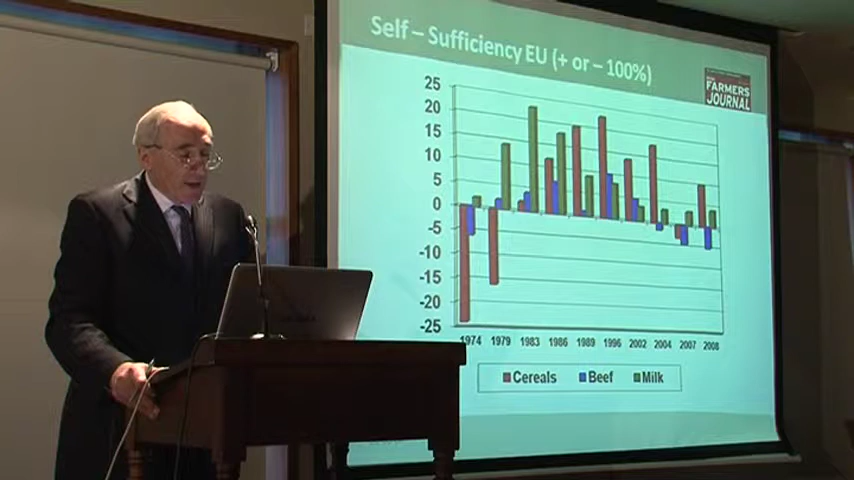 Self – Sufficiency EU (+ or – 100%)
FARMERS
JOURNAL
25
20
15
10
5
0
-5
-10
-15
-20
-25
1974 1979 1983 1986 1989 1996 2002 2004 2007 2008
Cereals Beef Milk